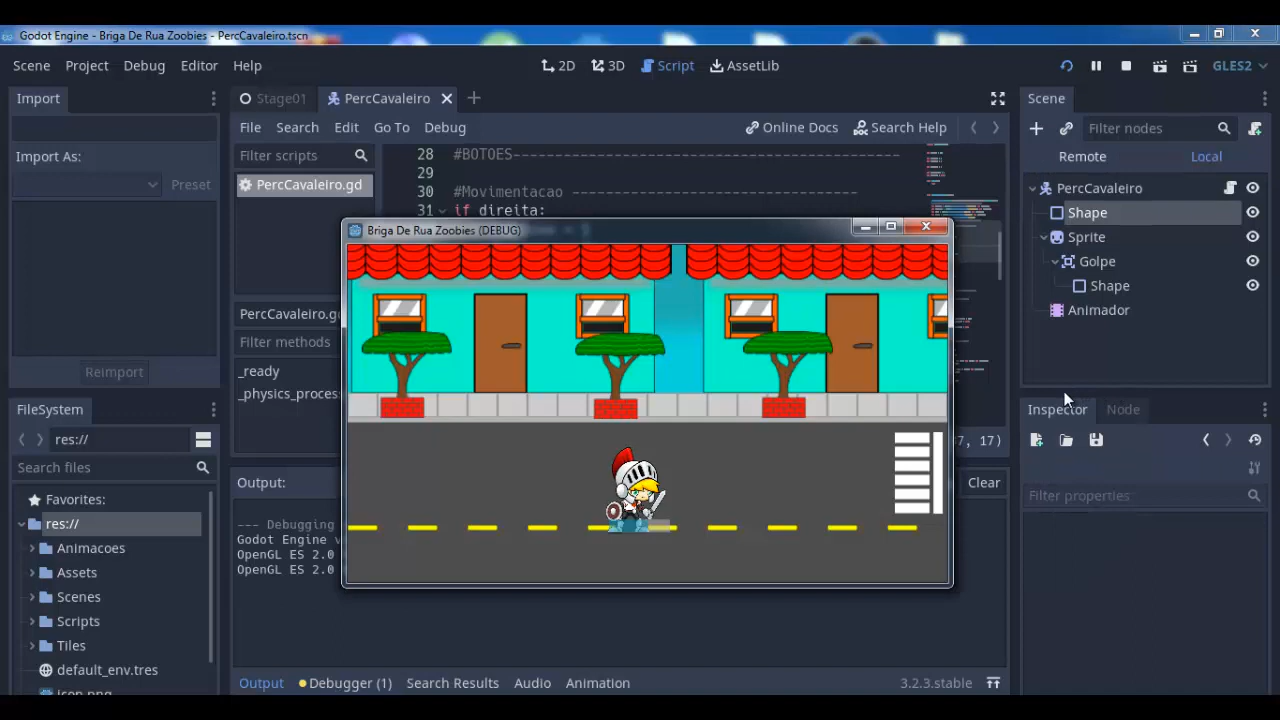 Godot Engine - Briga De Rua Zoobies - PercCavaleiro.tscn
Scene Project Debug Editor Help 2D 3D Script AssetLib GLES2
Import Stage01 PercCavaleiro Scene
File Search Edit Go To Debug Online Docs Search Help Filter nodes
Import As: Filter scripts 28 #BOTOES------------------------------------------- Remote Local
29
Preset PercCavaleiro.gd 30 #Movimentacao -------------------------------- PercCavaleiro
31 if direita: Shape
Briga De Rua Zoobies (DEBUG)
Sprite
Golpe
Shape
PercCavaleiro.g Animador
Filter methods
_ready
Reimport
_physics_proces
FileSystem Inspector Node
res:// 7, 17)
Search files Output: Clear
Filter properties
Favorites:
res:// --- Debugging
Godot Engine
Animacoes OpenGL ES 2.0
Assets OpenGL ES 2.0
Scenes
Scripts
Tiles
default_env.tres
icon.png
Output Debugger (1) Search Results Audio Animation 3.2.3.stable